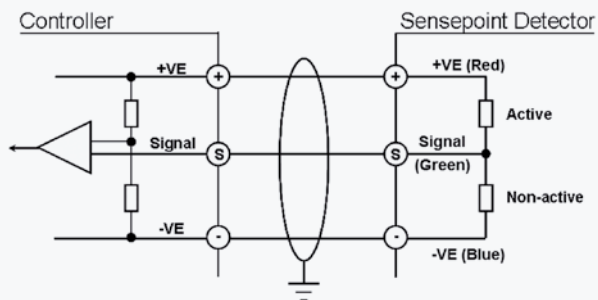 Controller
Sensepoint Detector
+VE
+
+
+VE (Red)
Active
Signal
S
S
Signal
(Green)
Non-active
-VE
-
-
-VE (Blue)